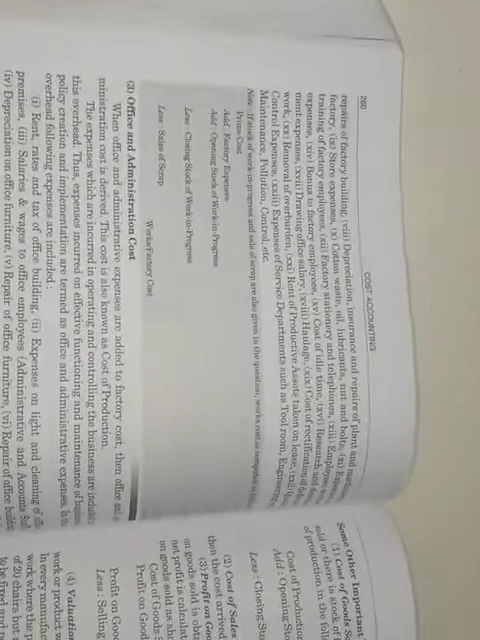 260
COST ACCOUNTING
repairs of factory building, (viii) Depreciation, insurance and repairs of plant and
factory, (ix) Store expenses, (x) Cotton waste, oil, lubricants, nut and bolts, (xi)
training of factory employees, (xii) Factory stationery and telephones, (xiii) Employees
expenses, (xiv) Bonus to factory employees, (xv) Cost of idle time, (xvi) Research and
ment expenses, (xvii) Drawing office salary, (xviii) Haulage, (xix) Cost of rectification of
work, (xx) Removal of overburden, (xxi) Rent of Productive Assets taken on lease, (xxii)
Control Expenses, (xxiii) Expenses of Service Departments such as Tool room, Engineering
Maintenance, Pollution, Control, etc.
Note : If stock of work-in-progress and sale of scrap are also given in the question, works cost is computed as
Prime Cost
Add : Factory Expenses
Add : Opening Stock of Work-in-Progress
Less : Closing Stock of Work-in-Progress
Less : Sales of Scrap
Works/Factory Cost
(3) Office and Administration Cost
When office and administrative expenses are added to factory cost, then office and
ministration cost is derived. This cost is also known as Cost of Production.
The expenses which are incurred in operating and controlling the business are included
this overhead. Thus, expenses incurred on effective functioning and maintenance of business
policy creation and implementation are termed as office and administrative expenses. In
overhead following expenses are included :
(i) Rent, rates and tax of office building, (ii) Expenses on light and cleaning of
premises, (iii) Salaries & wages to office employees (Administrative and Accounts
(iv) Depreciation on office furniture, (v) Repair of office furniture, (vi) Repair of office
Some Other Important
(1) Cost of Goods
sold or there is stock of
of production in the
Cost of Production
Add : Opening
Less : Closing
(2) Cost of Sales
then the cost arrived
(3) Profit on
on goods sold is
net profit is calculated
on goods sold is
Cost of Goods
Profit on
Profit on
Less : Selling
(4)
work or product
In every
work where the
of 20 chairs but
to be fixed and